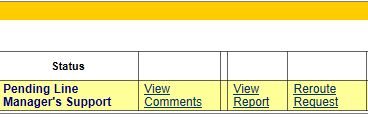 Status
Pending Line Manager's Support
View Comments
View Report
Reroute Request